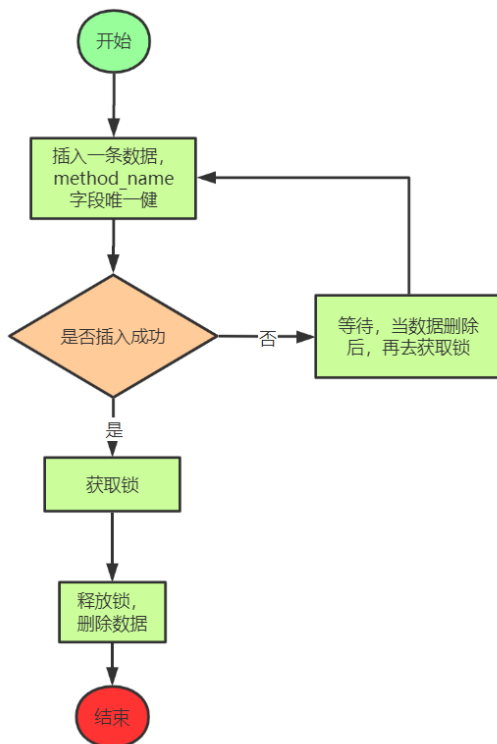 开始
插入一条数据，
method_name
字段唯一健
是否插入成功
否
等待，当数据删除
后，再去获取锁
是
获取锁
释放锁，
删除数据
结束